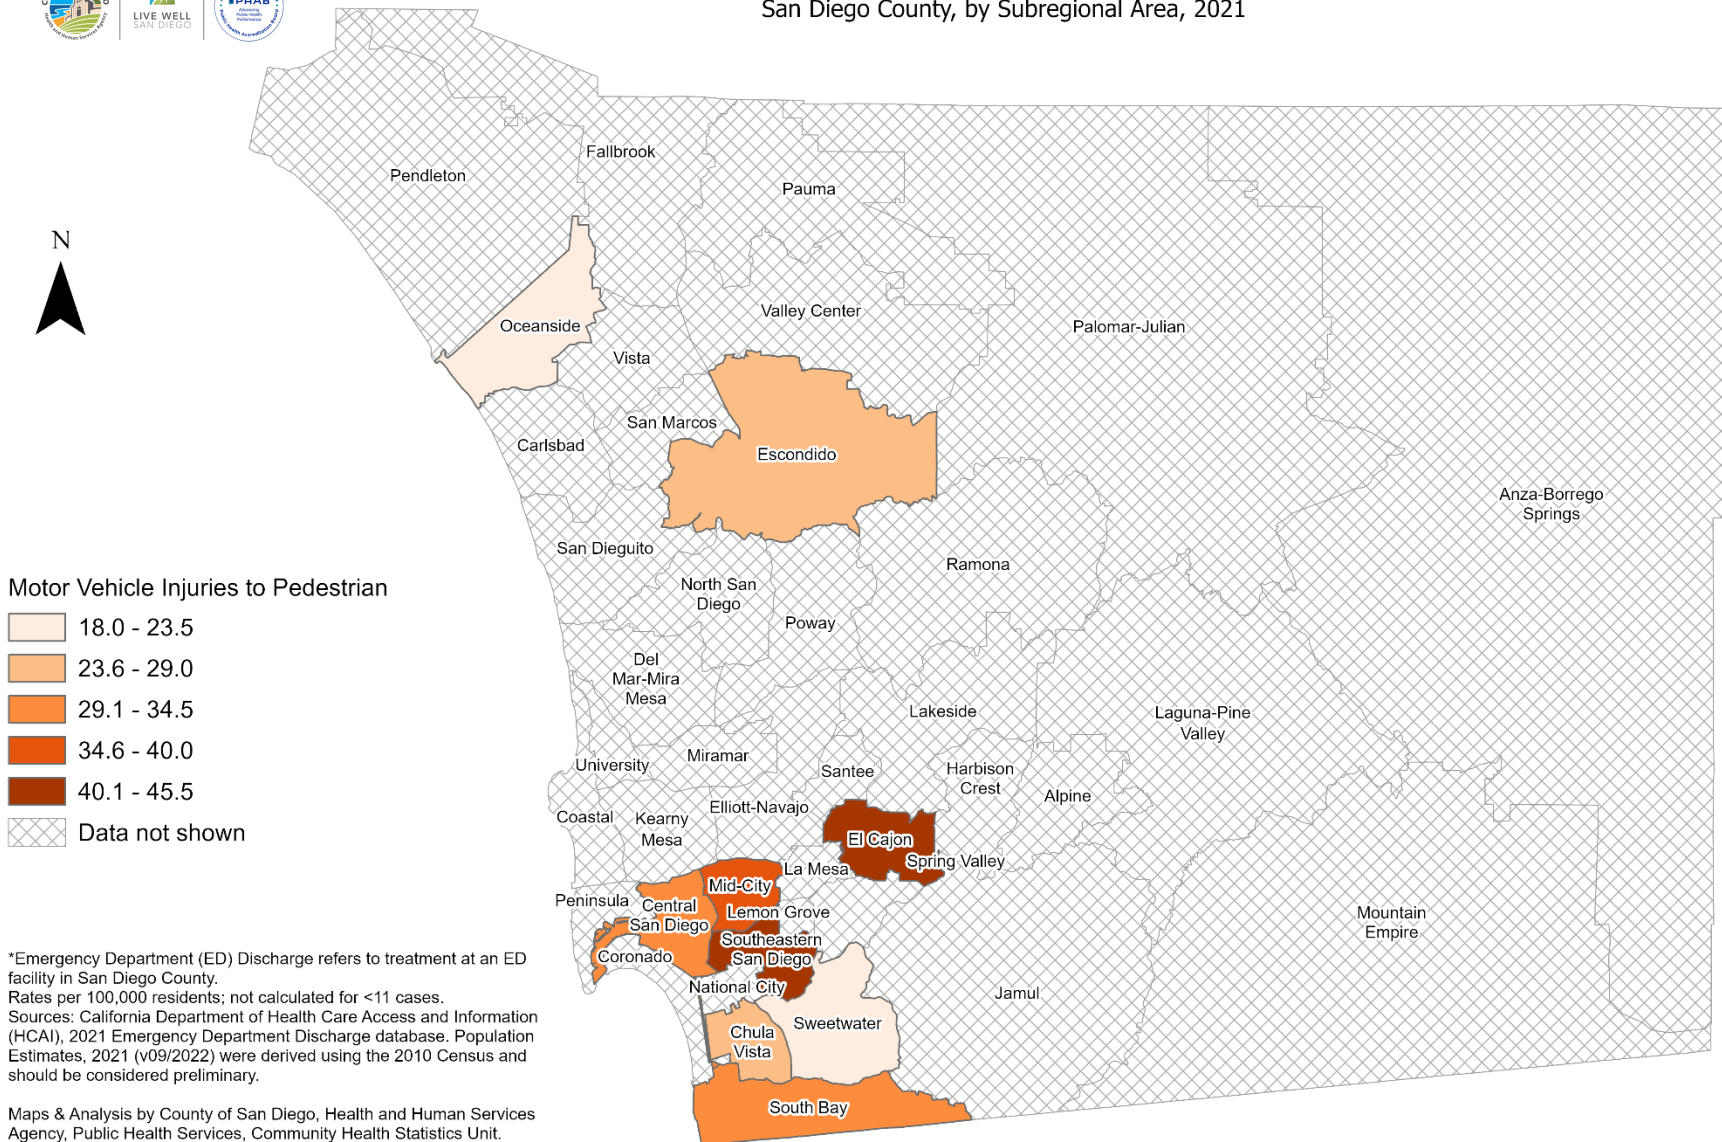 LIVE WELL
SAN DIEGO
PHAB
Advancing
Public Health
Performance
San Diego County, by Subregional Area, 2021
Fallbrook
Pendleton
Pauma
N
Valley Center
Oceanside
Palomar-Julian
Vista
San Marcos
Carlsbad
Escondido
Anza-Borrego
Springs
San Dieguito
Ramona
North San
Diego
Poway
Del
Mar-Mira
Mesa
Lakeside
Laguna-Pine
Valley
Miramar
University
Santee
Harbison
Crest
Alpine
Elliott-Navajo
Coastal
Kearny
Mesa
El Cajon
Spring Valley
La Mesa
Mid-City
Peninsula
Central
San Diego
Lemon Grove
Mountain
Empire
Southeastern
San Diego
Coronado
National City
Jamul
Sweetwater
Chula
Vista
South Bay
Motor Vehicle Injuries to Pedestrian
18.0 - 23.5
23.6 - 29.0
29.1 - 34.5
34.6 - 40.0
40.1 - 45.5
Data not shown
*Emergency Department (ED) Discharge refers to treatment at an ED
facility in San Diego County.
Rates per 100,000 residents; not calculated for <11 cases.
Sources: California Department of Health Care Access and Information
(HCAI), 2021 Emergency Department Discharge database. Population
Estimates, 2021 (v09/2022) were derived using the 2010 Census and
should be considered preliminary.
Maps & Analysis by County of San Diego, Health and Human Services
Agency, Public Health Services, Community Health Statistics Unit.